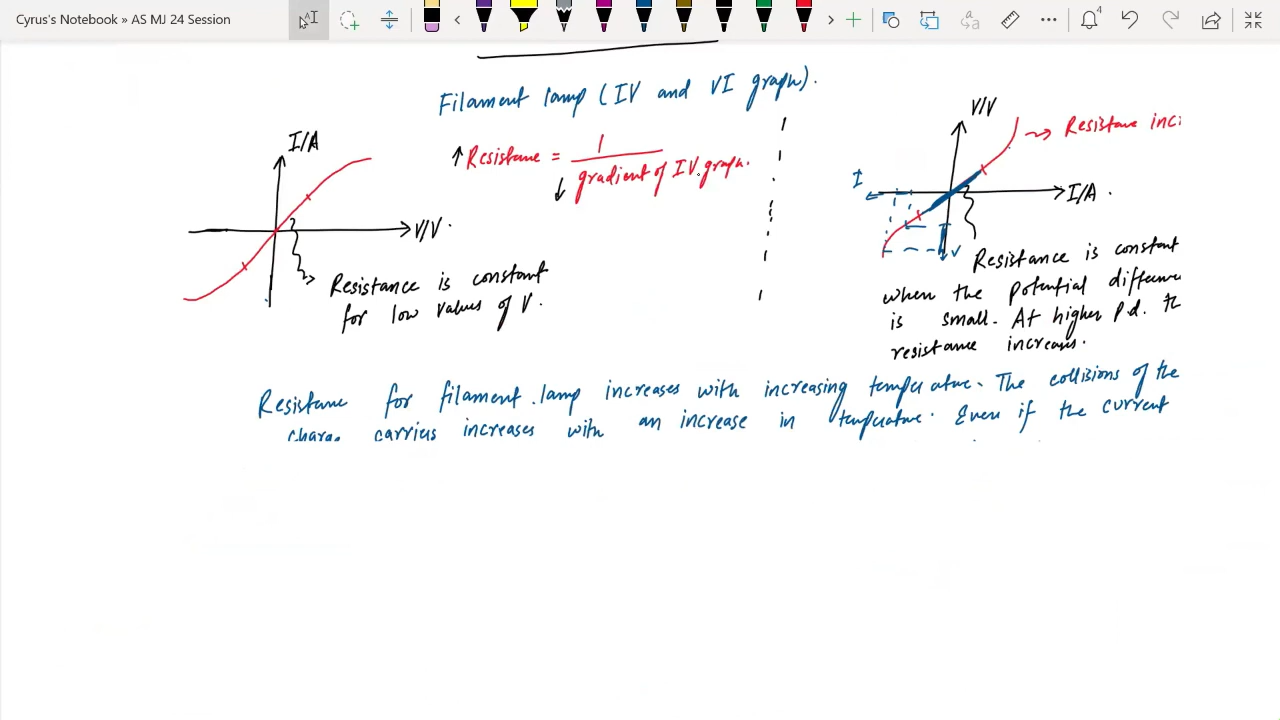 Cyrus's Notebook » AS MJ 24 Session
Filament lamp (IV and VI graph).
I/A
V/V.
↑ Resistance = 1
↓ gradient of IV graph.
Resistance is constant
for low values of V.
V/V
Resistance inc
I
I/A.
V
Resistance is constant
when the potential
is small. At higher p.d.
resistance increases.
Resistance for filament lamp increases with increasing temperature. The collisions of the
carriers increases with an increase in temperature. Even if the current